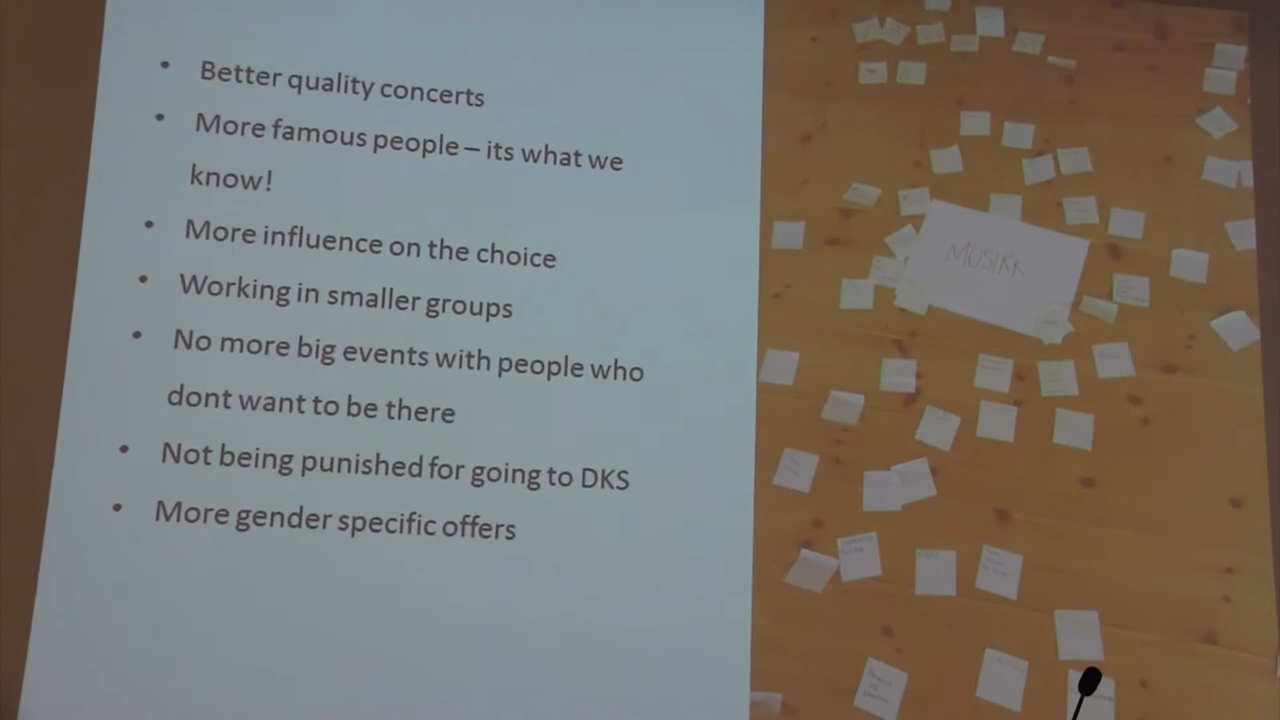 • Better quality concerts
• More famous people – its what we
know!
• More influence on the choice
• Working in smaller groups
• No more big events with people who
dont want to be there
• Not being punished for going to DKS
• More gender specific offers
MUSIKK